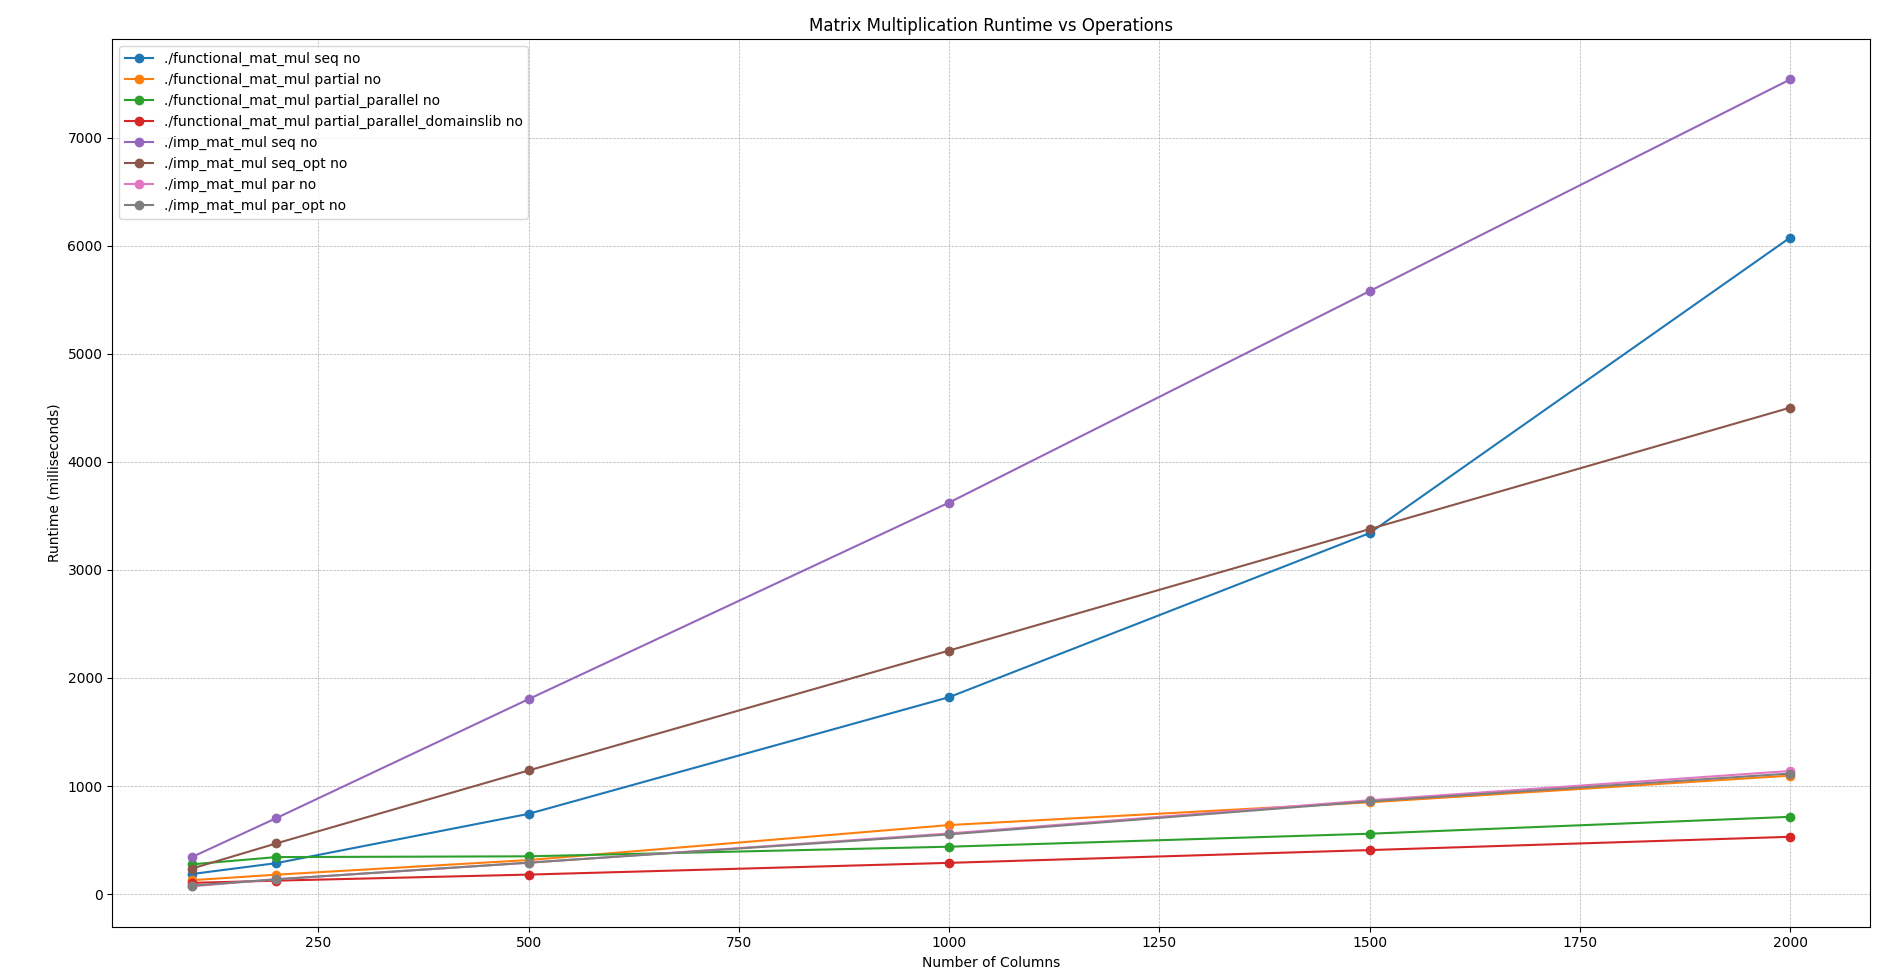 Matrix Multiplication Runtime vs Operations
./functional_mat_mul seq no
./functional_mat_mul partial no
./functional_mat_mul partial_parallel no
./functional_mat_mul partial_parallel_domainslib no
./imp_mat_mul seq no
./imp_mat_mul seq_opt no
./imp_mat_mul par no
./imp_mat_mul par_opt no
Runtime (milliseconds)
7000
6000
5000
4000
3000
2000
1000
0
250 500 750 1000 1250 1500 1750 2000
Number of Columns